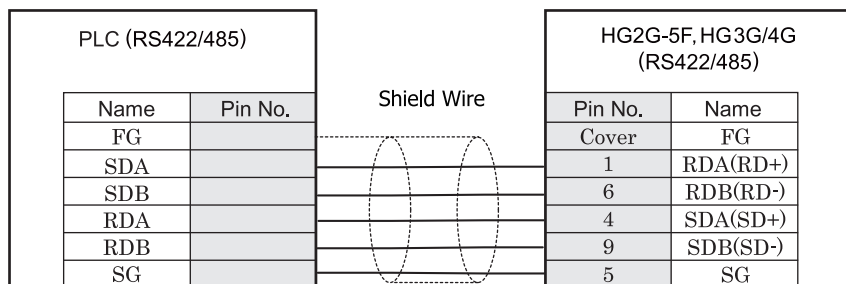 PLC (RS422/485)
HG2G-5F, HG3G/4G
(RS422/485)
Shield Wire
Name Pin No.
FG
SDA
SDB
RDA
RDB
SG
Pin No. Name
Cover FG
1 RDA(RD+)
6 RDB(RD-)
4 SDA(SD+)
9 SDB(SD-)
5 SG